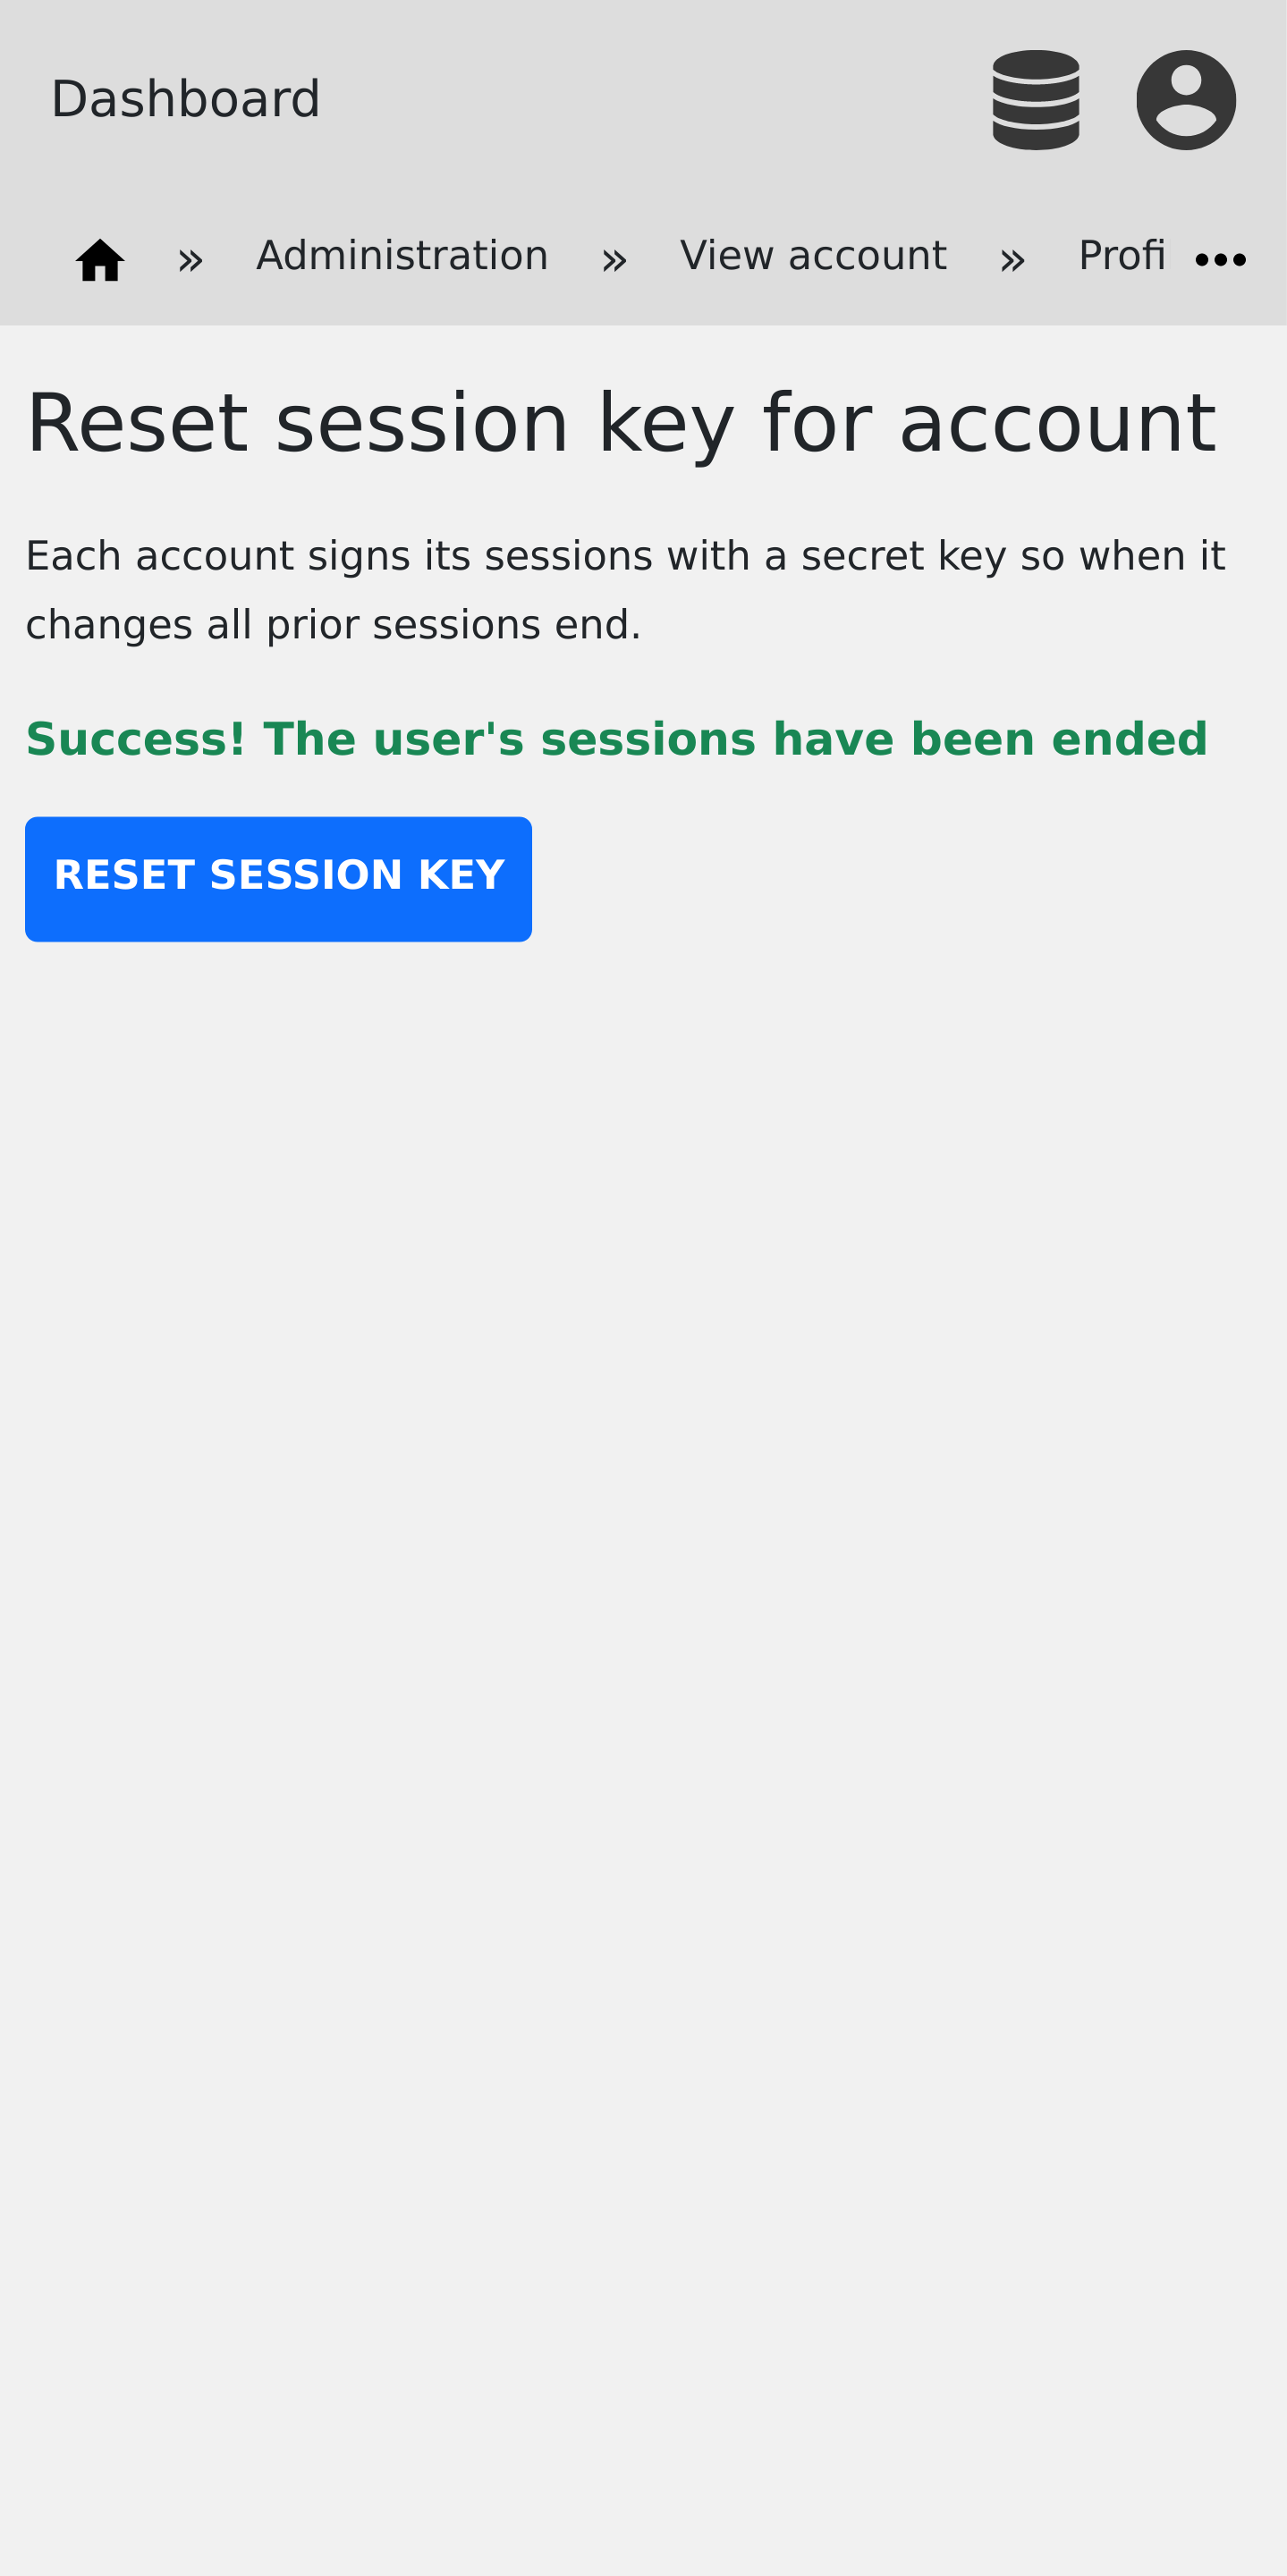 Dashboard
» Administration » View account » Profi •••
Reset session key for account
Each account signs its sessions with a secret key so when it
changes all prior sessions end.
Success! The user's sessions have been ended
RESET SESSION KEY